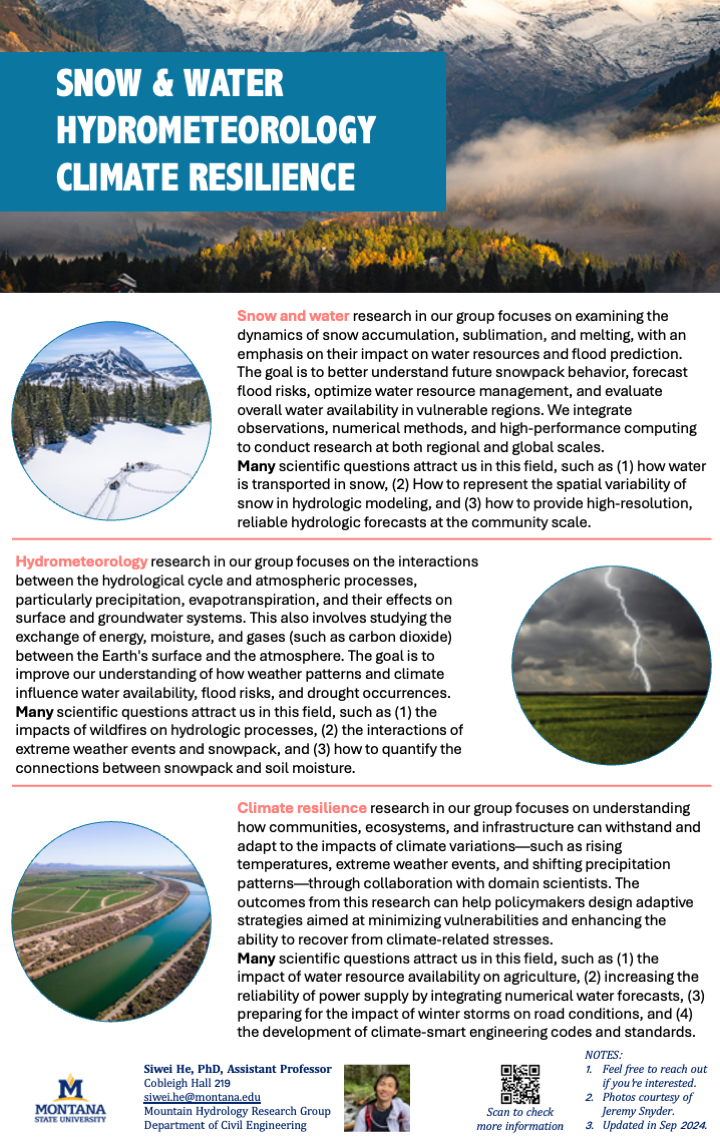 SNOW & WATER
HYDROMETEOROLOGY
CLIMATE RESILIENCE
Snow and water research in our group focuses on examining the
dynamics of snow accumulation, sublimation, and melting, with an
emphasis on their impact on water resources and flood prediction.
The goal is to better understand future snowpack behavior, forecast
flood risks, optimize water resource management, and evaluate
overall water availability in vulnerable regions. We integrate
observations, numerical methods, and high-performance computing
to conduct research at both regional and global scales.
Many scientific questions attract us in this field, such as (1) how water
is transported in snow, (2) How to represent the spatial variability of
snow in hydrologic modeling, and (3) how to provide high-resolution,
reliable hydrologic forecasts at the community scale.
Hydrometeorology research in our group focuses on the interactions
between the hydrological cycle and atmospheric processes,
particularly precipitation, evapotranspiration, and their effects on
surface and groundwater systems. This also involves studying the
exchange of energy, moisture, and gases (such as carbon dioxide)
between the Earth's surface and the atmosphere. The goal is to
improve our understanding of how weather patterns and climate
influence water availability, flood risks, and drought occurrences.
Many scientific questions attract us in this field, such as (1) the
impacts of wildfires on hydrologic processes, (2) the interactions of
extreme weather events and snowpack, and (3) how to quantify the
connections between snowpack and soil moisture.
Climate resilience research in our group focuses on understanding
how communities, ecosystems, and infrastructure can withstand and
adapt to the impacts of climate variations—such as rising
temperatures, extreme weather events, and shifting precipitation
patterns—through collaboration with domain scientists. The
outcomes from this research can help policymakers design adaptive
strategies aimed at minimizing vulnerabilities and enhancing the
ability to recover from climate-related stresses.
Many scientific questions attract us in this field, such as (1) the
impact of water resource availability on agriculture, (2) increasing the
reliability of power supply by integrating numerical water forecasts, (3)
preparing for the impact of winter storms on road conditions, and (4)
the development of climate-smart engineering codes and standards.
M
MONTANA
STATE UNIVERSITY
Siwei He, PhD, Assistant Professor
Cobleigh Hall 219
siwei.he@montana.edu
Mountain Hydrology Research Group
Department of Civil Engineering
Scan to check
more information
NOTES:
1. Feel free to reach out
if you're interested.
2. Photos courtesy of
Jeremy Snyder.
3. Updated in Sep 2024.